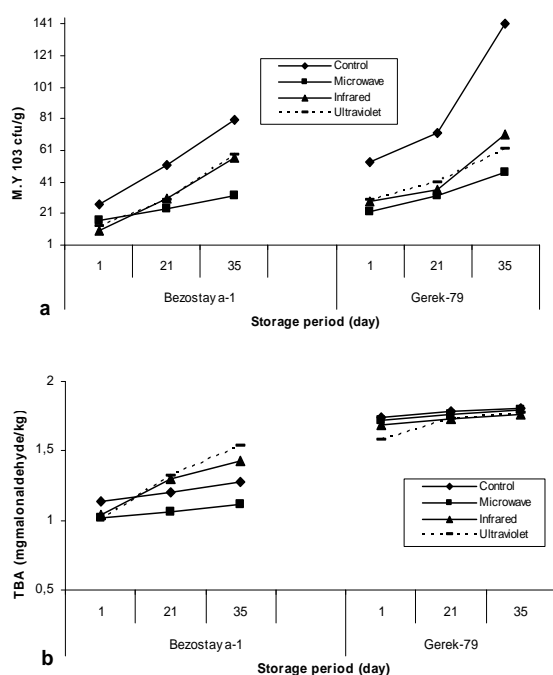 M.Y 103 cfu/g
141
121
101
81
61
41
21
1
Control
Microwave
Infrared
Ultraviolet
1 21 35 1 21 35
Bezostaya-1 Gerek-79
Storage period (day)
a
TBA (mgmalonaldehyde/kg)
2
1,5
1
0,5
Control
Microwave
Infrared
Ultraviolet
1 21 35 1 21 35
Bezostaya-1 Gerek-79
Storage period (day)
b